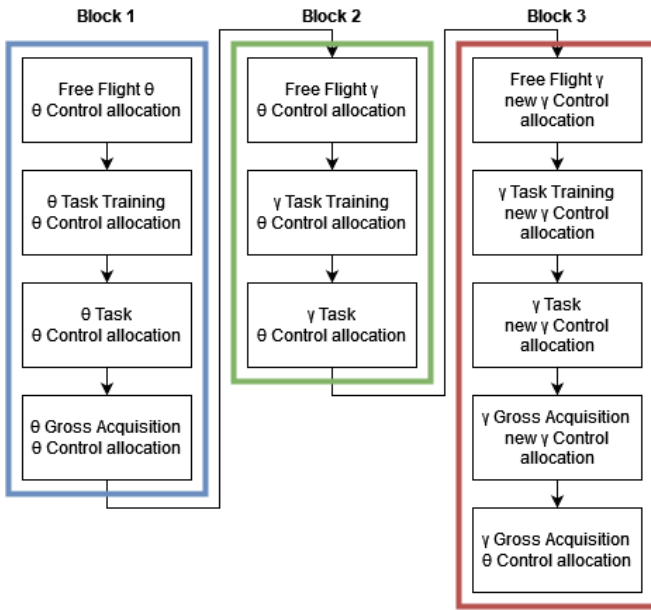 Block 1
Free Flight θ
θ Control allocation
θ Task Training
θ Control allocation
θ Task
θ Control allocation
θ Gross Acquisition
θ Control allocation
Block 2
Free Flight γ
θ Control allocation
γ Task Training
θ Control allocation
γ Task
θ Control allocation
Block 3
Free Flight γ
new γ Control
allocation
γ Task Training
new γ Control
allocation
γ Task
new γ Control
allocation
γ Gross Acquisition
new γ Control
allocation
γ Gross Acquisition
θ Control allocation